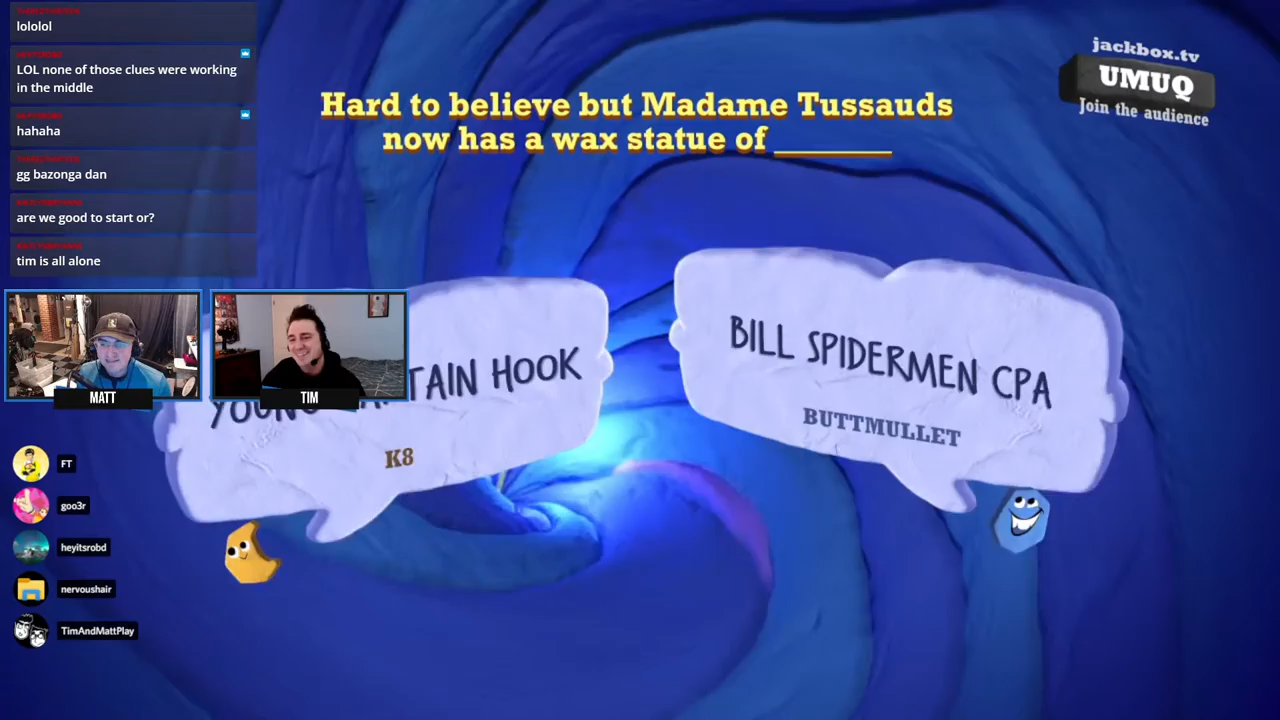 lololol
LOL none of those clues were working
in the middle
hahaha
gg bazonga dan
are we good to start or?
tim is all alone
jackbox.tv
UMUQ
Join the audience
Hard to believe but Madame Tussauds
now has a wax statue of ______
HOOK
K8
BILL SPIDERMEN CPA
BUTTMULLET
MATT
TIM
FT
goo3r
heyitsrobd
nervoushair
TimAndMattPlay